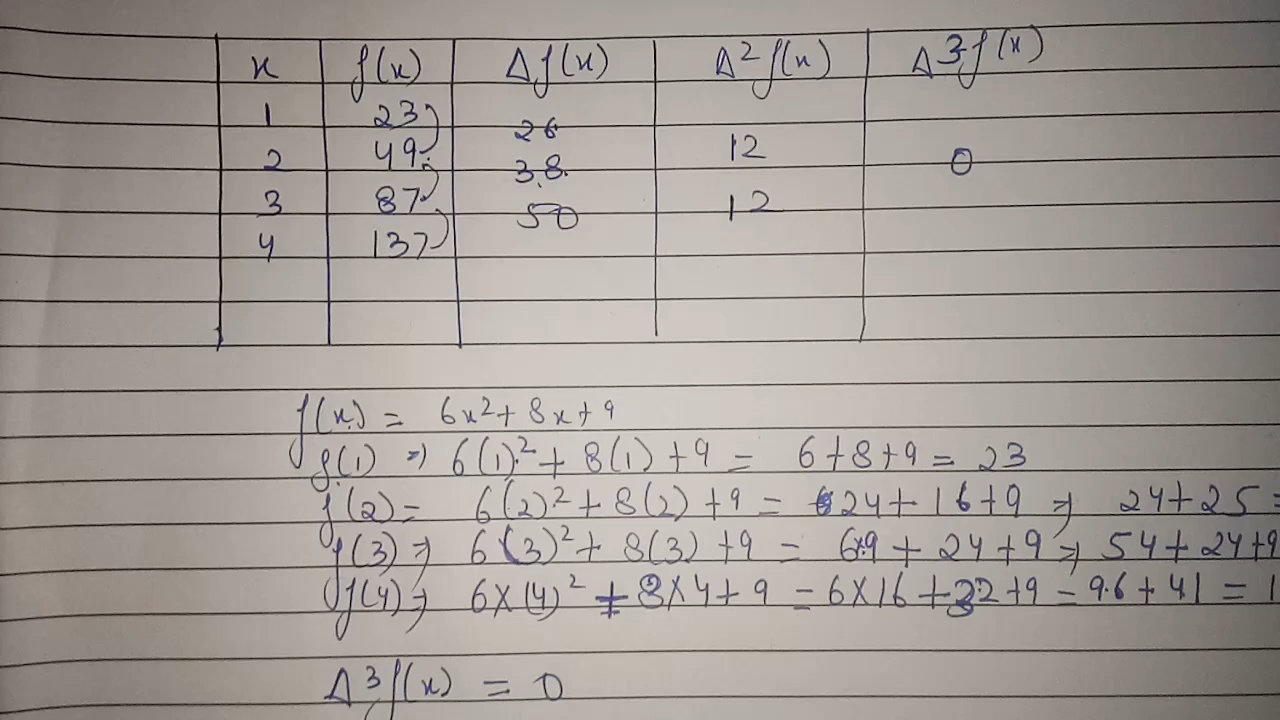 x f(x) Δf(x) Δ²f(x) Δ³f(x)
1 23
26
2 49 12
38 0
3 87 12
50
4 137
f(x) = 6x²+ 8x+9
f(1) ⇒ 6(1)²+ 8(1)+9 = 6+8+9 = 23
f(2) = 6(2)²+8(2)+9 = 24+16+9 ⇒ 24+25 =
f(3) ⇒ 6(3)²+ 8(3)+9 = 6×9 + 24+9 ⇒ 54+24+9
f(4) ⇒ 6×(4)² + 8×4+9 = 6×16 +32+9 = 96+41 = 1
Δ³f(x) = 0